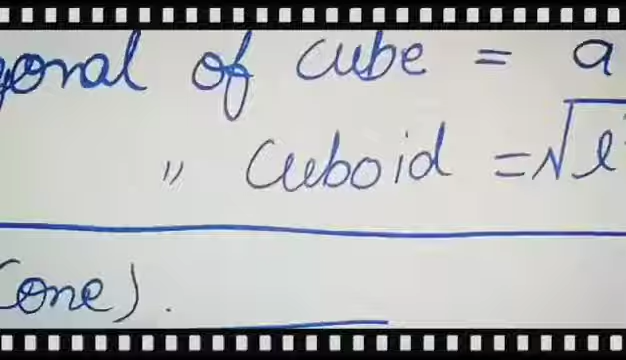 gonal of cube = a
" Cuboid = √l
Cone).